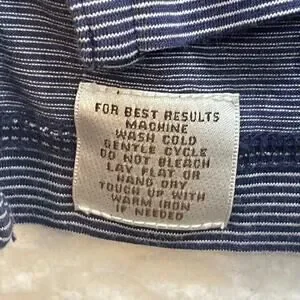 FOR BEST RESULTS
MACHINE
WASH COLD
GENTLE CYCLE
DO NOT BLEACH
LAY FLAT OR
HANG DRY
TOUCH UP WITH
WARM IRON
IF NEEDED